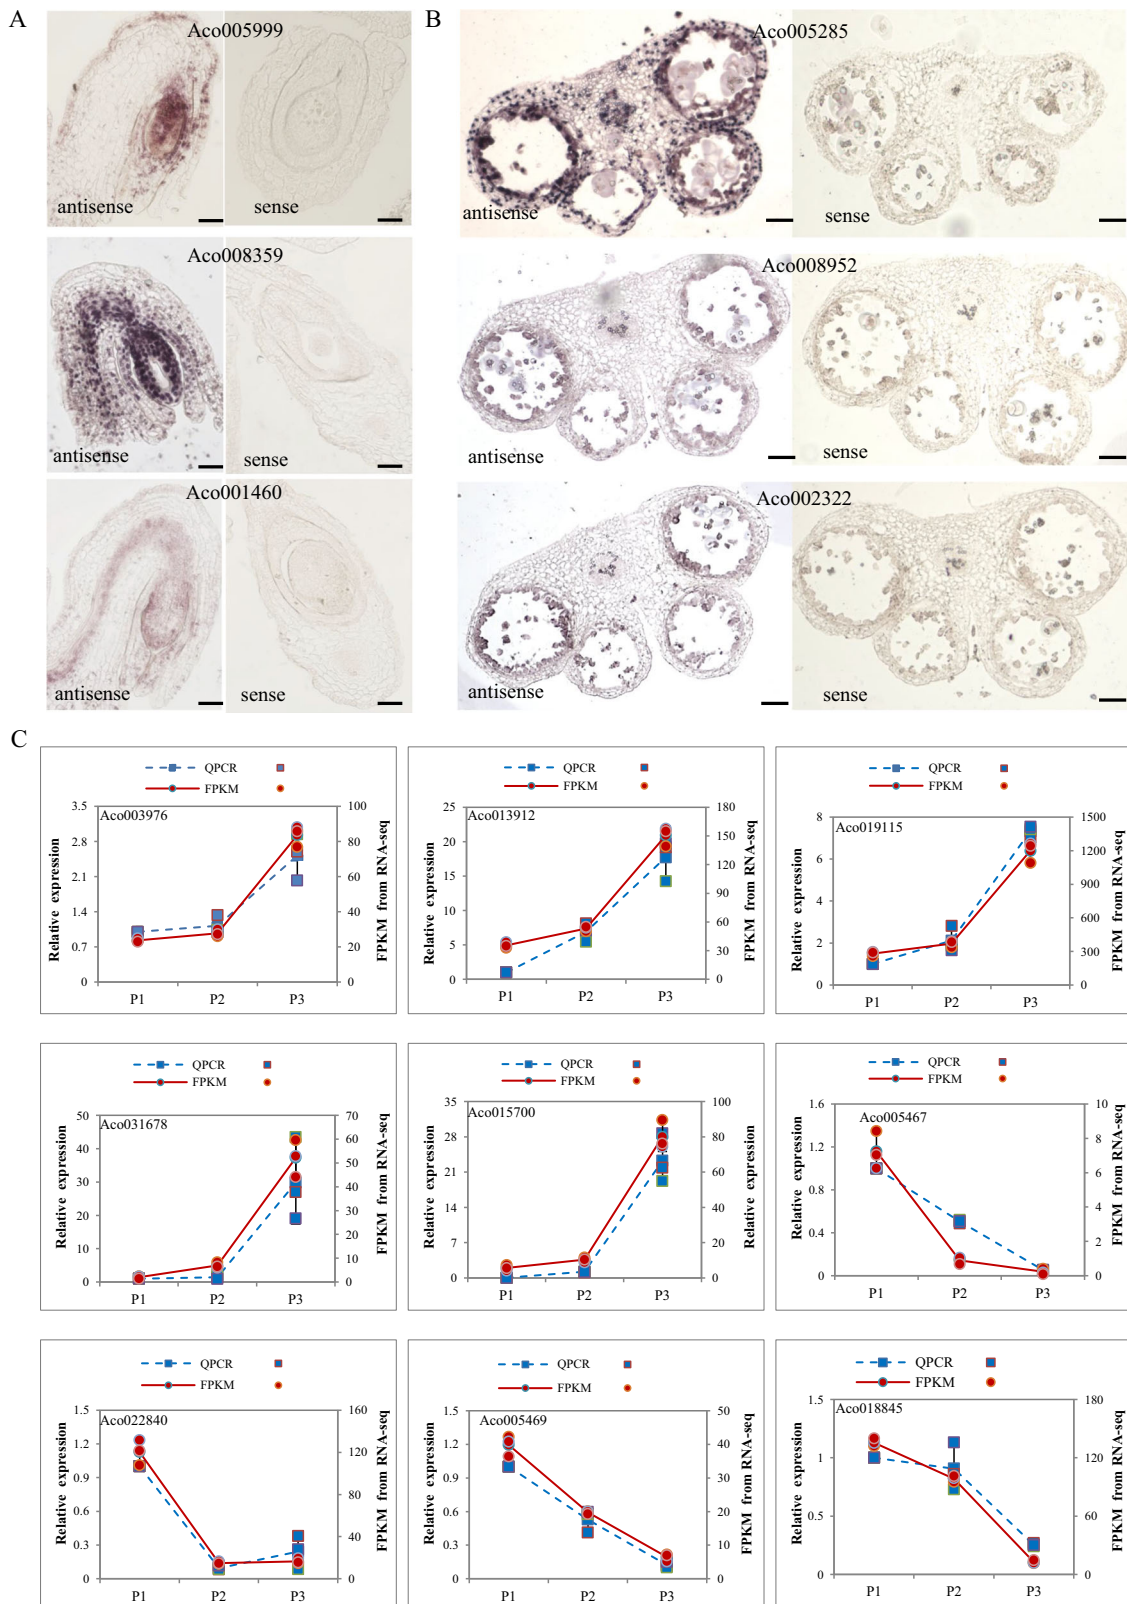 A
Aco005999
antisense
sense
Aco008359
antisense
sense
Aco001460
antisense
sense
B
Aco005285
antisense
sense
Aco008952
antisense
sense
Aco002322
antisense
sense
C
QPCR
FPKM
Aco003976
Relative expression
3.5
2.8
2.1
1.4
0.7
0
100
80
60
40
20
0
FPKM from RNA-seq
P1 P2 P3
QPCR
FPKM
Aco013912
Relative expression
25
20
15
10
5
0
180
150
120
90
60
30
0
FPKM from RNA-seq
P1 P2 P3
QPCR
FPKM
Aco019115
Relative expression
8
6
4
2
0
1500
1200
900
600
300
0
FPKM from RNA-seq
P1 P2 P3
QPCR
FPKM
Aco031678
Relative expression
50
40
30
20
10
0
70
60
50
40
30
20
10
0
FPKM from RNA-seq
P1 P2 P3
QPCR
FPKM
Aco015700
Relative expression
35
28
21
14
7
0
100
80
60
40
20
0
Relative expression
P1 P2 P3
QPCR
FPKM
Aco005467
Relative expression
1.6
1.2
0.8
0.4
0
10
8
6
4
2
0
FPKM from RNA-seq
P1 P2 P3
QPCR
FPKM
Aco022840
Relative expression
1.5
1.2
0.9
0.6
0.3
0
160
120
80
40
0
FPKM from RNA-seq
P1 P2 P3
QPCR
FPKM
Aco005469
Relative expression
1.5
1.2
0.9
0.6
0.3
0
50
40
30
20
10
0
FPKM from RNA-seq
P1 P2 P3
QPCR
FPKM
Aco018845
Relative expression
1.5
1
0.5
0
180
120
60
0
FPKM from RNA-seq
P1 P2 P3